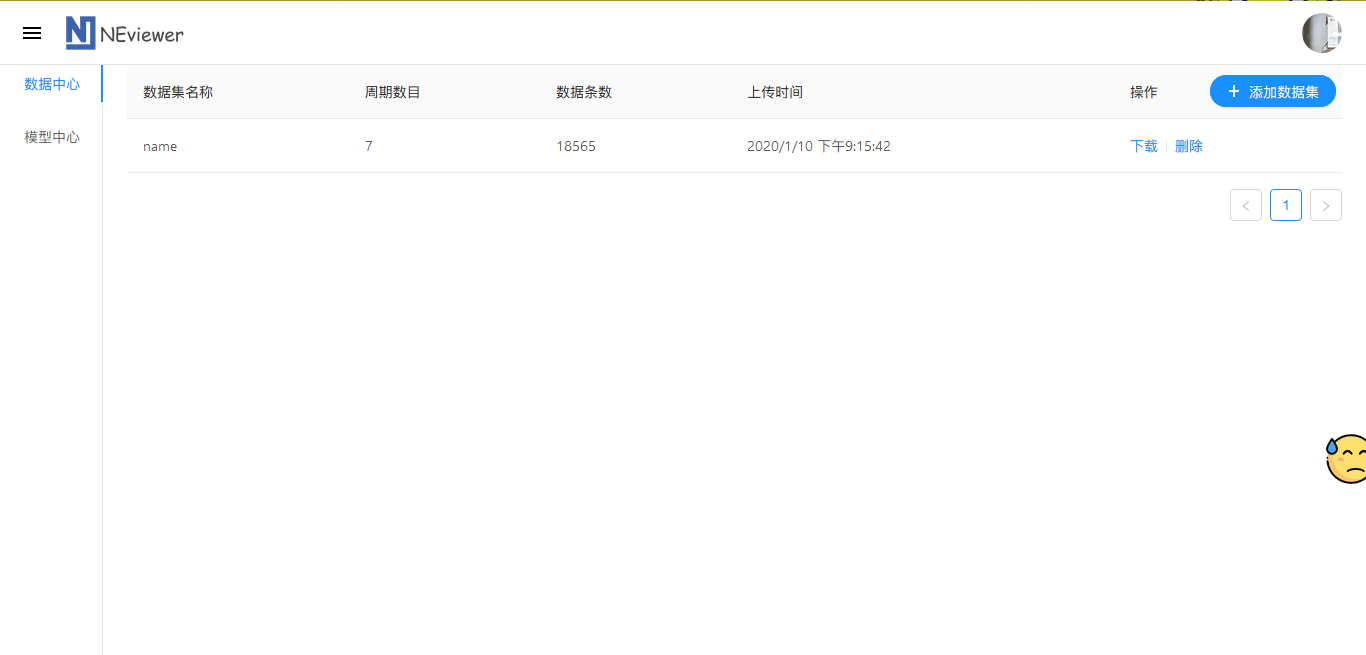 NEviewer
数据中心
模型中心
数据集名称 周期数目 数据条数 上传时间 操作 + 添加数据集
name 7 18565 2020/1/10 下午9:15:42 下载 删除
< 1 >